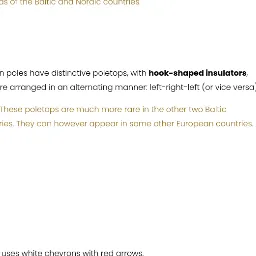 as of the Baltic and Nordic countries
n poles have distinctive poletops, with hook-shaped insulators,
re arranged in an alternating manner: left-right-left (or vice versa)
These poletops are much more rare in the other two Baltic
ries. They can however appear in some other European countries.
uses white chevrons with red arrows.